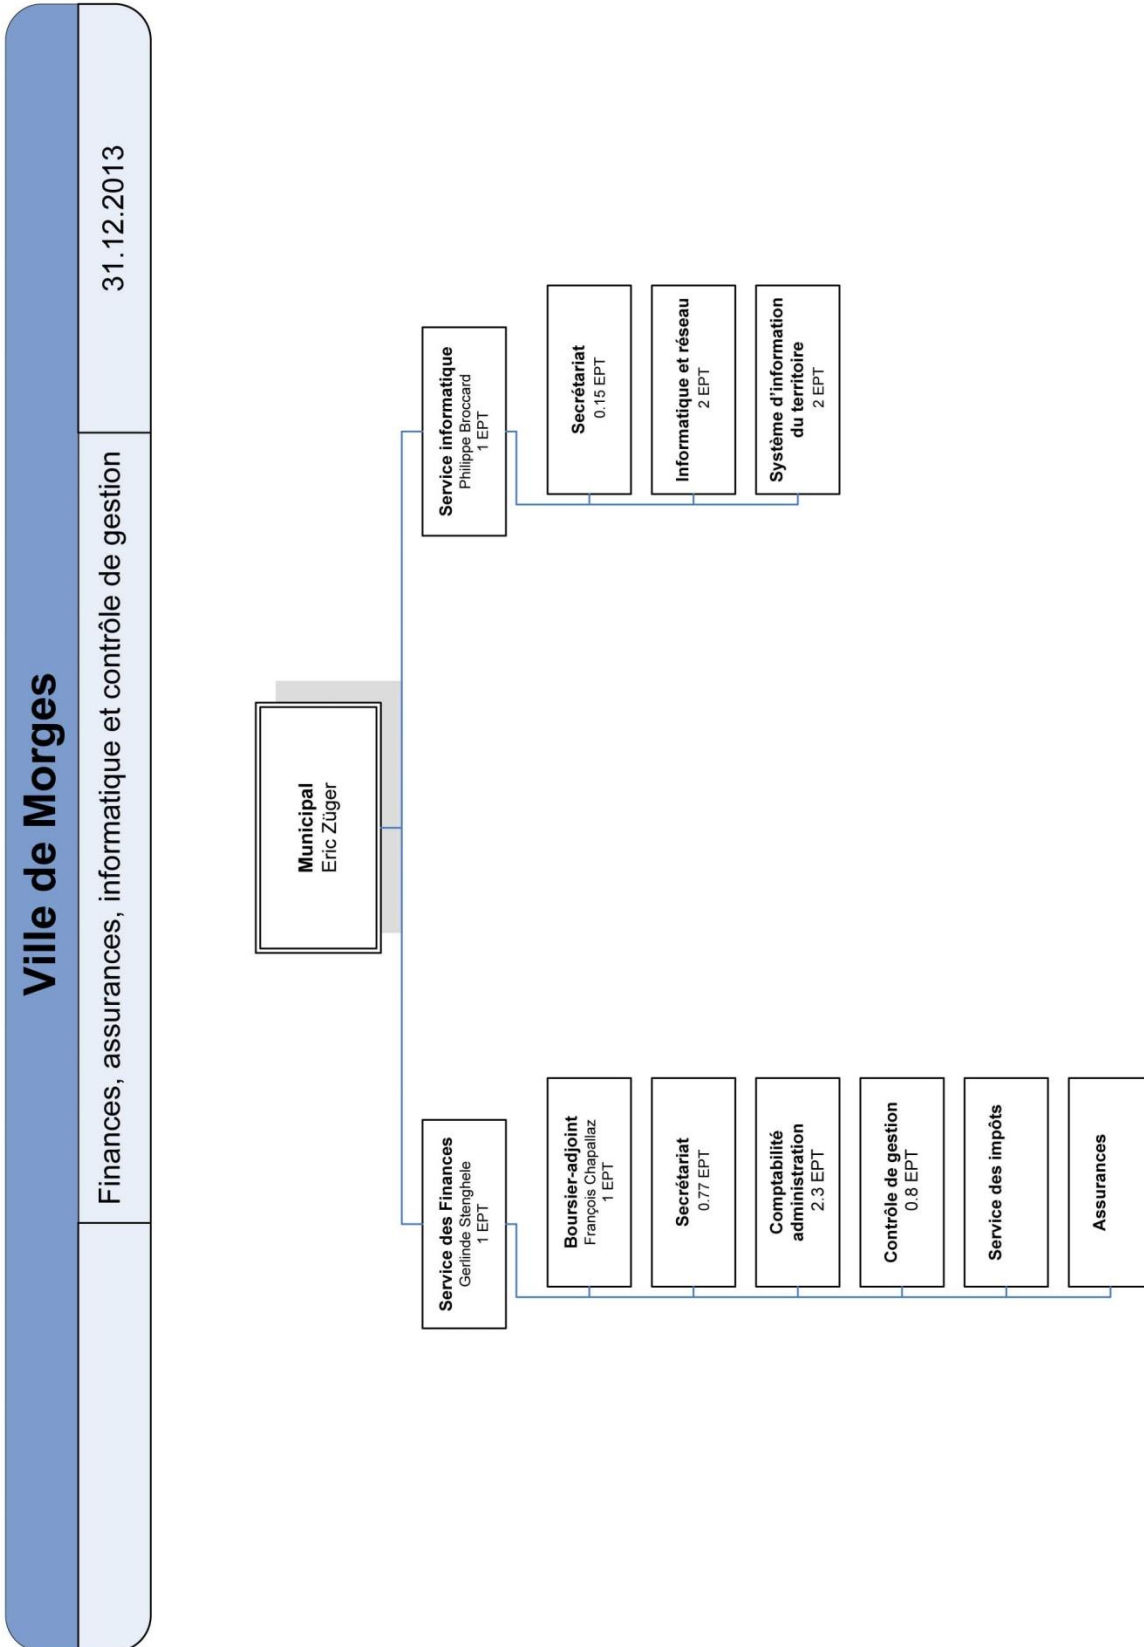 Ville de Morges
Finances, assurances, informatique et contrôle de gestion
31.12.2013
Municipal
Eric Züger
Service des Finances
Gerlinde Stenghele
1 EPT
Boursier-adjoint
François Chapallaz
1 EPT
Secrétariat
0.77 EPT
Comptabilité
administration
2.3 EPT
Contrôle de gestion
0.8 EPT
Service des impôts
Assurances
Service informatique
Philippe Broccard
1 EPT
Secrétariat
0.15 EPT
Informatique et réseau
2 EPT
Système d'information
du territoire
2 EPT